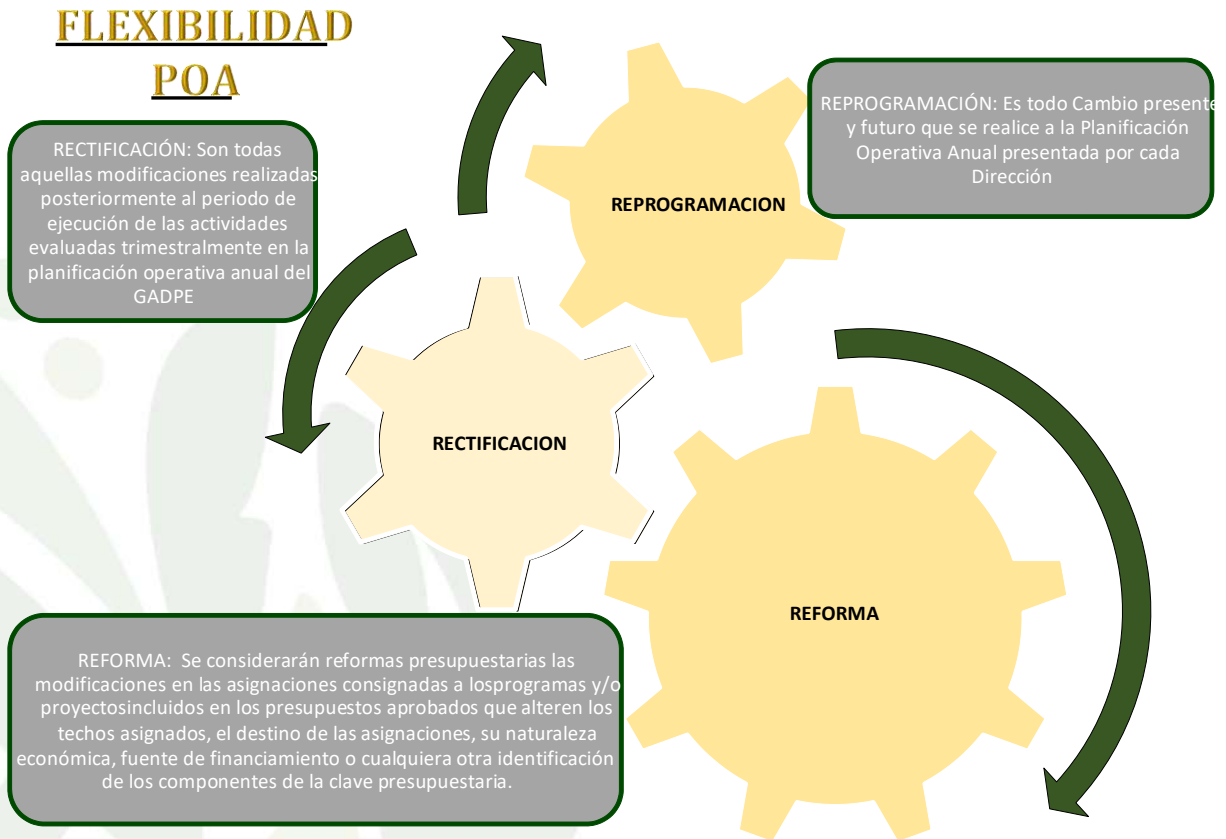 FLEXIBILIDAD
POA
RECTIFICACIÓN: Son todas
aquellas modificaciones realizadas
posteriormente al periodo de
ejecución de las actividades
evaluadas trimestralmente en la
planificación operativa anual del
GADPE
REPROGRAMACIÓN: Es todo Cambio presente
y futuro que se realice a la Planificación
Operativa Anual presentada por cada
Dirección
REPROGRAMACION
RECTIFICACION
REFORMA
REFORMA: Se considerarán reformas presupuestarias las
modificaciones en las asignaciones consignadas a losprogramas y/o
proyectosincluidos en los presupuestos aprobados que alteren los
techos asignados, el destino de las asignaciones, su naturaleza
económica, fuente de financiamiento o cualquiera otra identificación
de los componentes de la clave presupuestaria.